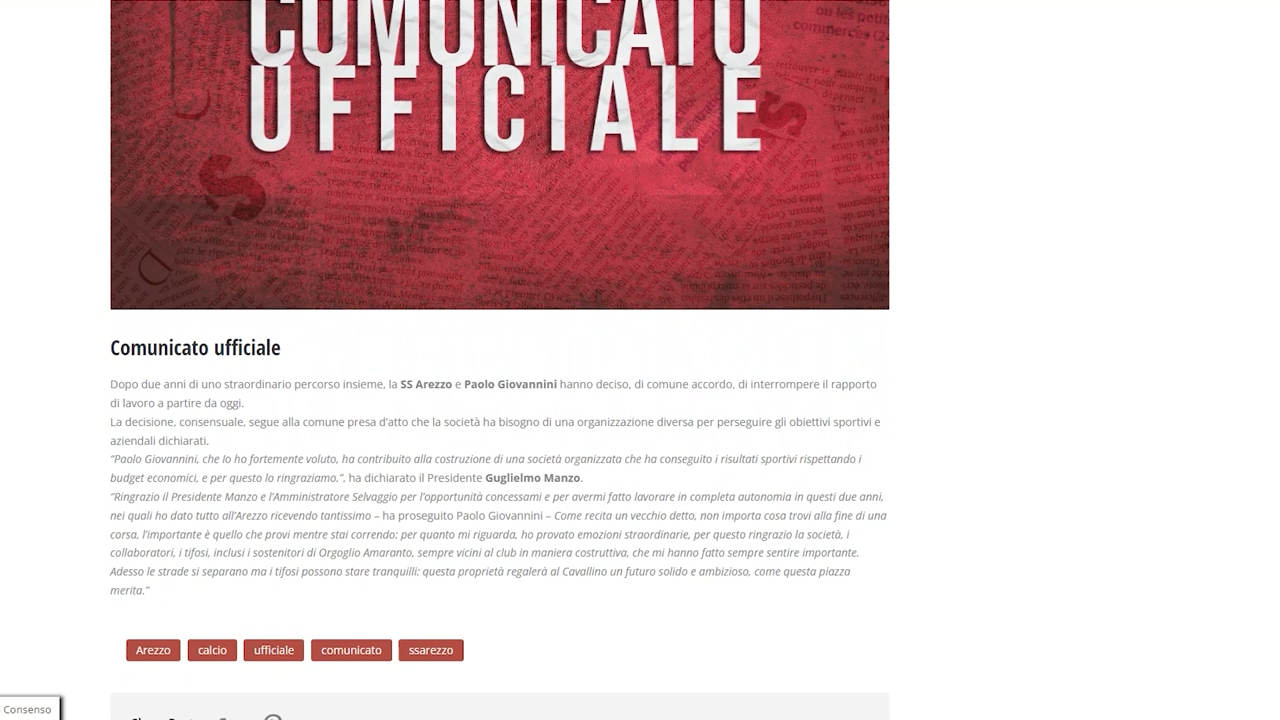 COMUNICATO
UFFICIALE
Comunicato ufficiale
Dopo due anni di uno straordinario percorso insieme, la SS Arezzo e Paolo Giovannini hanno deciso, di comune accordo, di interrompere il rapporto
di lavoro a partire da oggi.
La decisione, consensuale, segue alla comune presa d'atto che la società ha bisogno di una organizzazione diversa per perseguire gli obiettivi sportivi e
aziendali dichiarati.
“Paolo Giovannini, che Io ho fortemente voluto, ha contribuito alla costruzione di una società organizzata che ha conseguito i risultati sportivi rispettando i
budget economici, e per questo lo ringraziamo.”, ha dichiarato il Presidente Guglielmo Manzo.
“Ringrazio il Presidente Manzo e l’Amministratore Selvaggio per l’opportunità concessami e per avermi fatto lavorare in completa autonomia in questi due anni,
nei quali ho dato tutto all’Arezzo ricevendo tantissimo – ha proseguito Paolo Giovannini – Come recita un vecchio detto, non importa cosa trovi alla fine di una
corsa, l’importante è quello che provi mentre stai correndo: per quanto mi riguarda, ho provato emozioni straordinarie, per questo ringrazio la società, i
collaboratori, i tifosi, inclusi i sostenitori di Orgoglio Amaranto, sempre vicini al club in maniera costruttiva, che mi hanno fatto sempre sentire importante.
Adesso le strade si separano ma i tifosi possono stare tranquilli: questa proprietà regalerà al Cavallino un futuro solido e ambizioso, come questa piazza
merita.”
Arezzo calcio ufficiale comunicato ssarezzo
Consenso